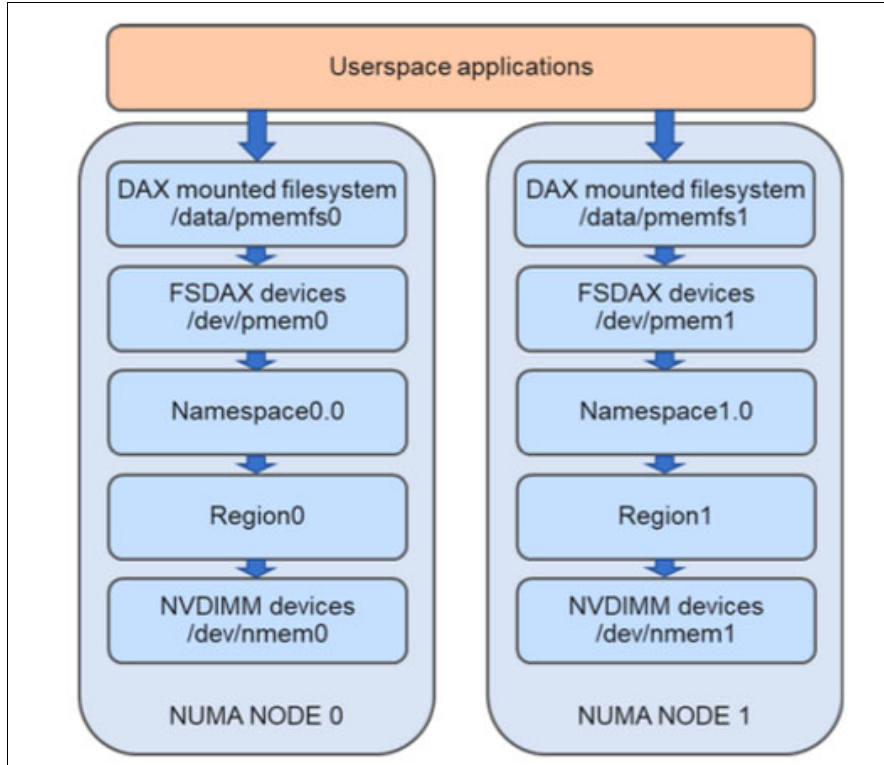 Userspace applications
DAX mounted filesystem
/data/pmemfs0
FSDAX devices
/dev/pmem0
Namespace0.0
Region0
NVDIMM devices
/dev/nmem0
NUMA NODE 0
DAX mounted filesystem
/data/pmemfs1
FSDAX devices
/dev/pmem1
Namespace1.0
Region1
NVDIMM devices
/dev/nmem1
NUMA NODE 1